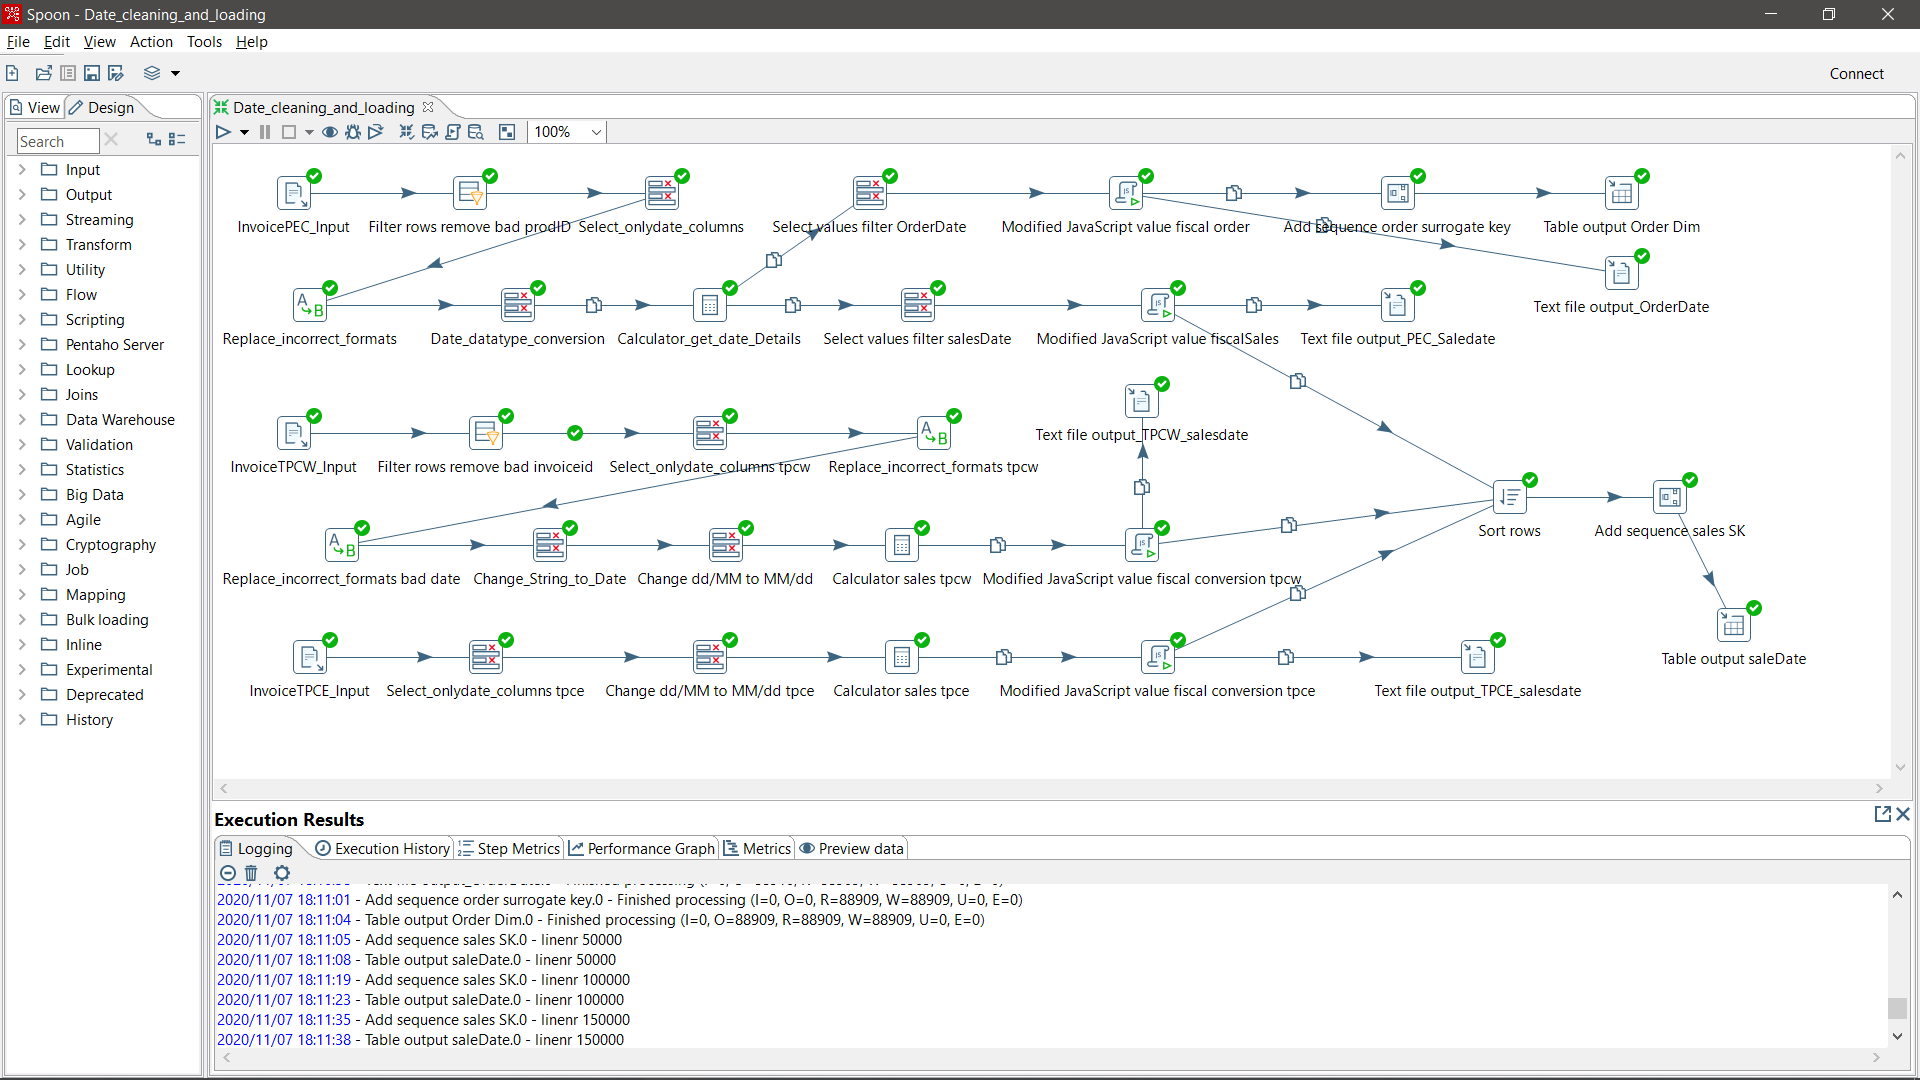 Spoon - Date_cleaning_and_loading
File Edit View Action Tools Help
Connect
View Design
Search
Input
Output
Streaming
Transform
Utility
Flow
Scripting
Pentaho Server
Lookup
Joins
Data Warehouse
Validation
Statistics
Big Data
Agile
Cryptography
Job
Mapping
Bulk loading
Inline
Experimental
Deprecated
History
Date_cleaning_and_loading
100%
InvoicePEC_Input Filter rows remove bad prodID Select_onlydate_columns Select values filter OrderDate Modified JavaScript value fiscal order Add sequence order surrogate key Table output Order Dim
Text file output_OrderDate
Replace_incorrect_formats Date_datatype_conversion Calculator_get_date_Details Select values filter salesDate Modified JavaScript value fiscalSales Text file output_PEC_Saledate
Text file output_TPCW_salesdate
InvoiceTPCW_Input Filter rows remove bad invoiceid Select_onlydate_columns tpcw Replace_incorrect_formats tpcw
Sort rows Add sequence sales SK
Replace_incorrect_formats bad date Change_String_to_Date Change dd/MM to MM/dd Calculator sales tpcw Modified JavaScript value fiscal conversion tpcw
Table output saleDate
InvoiceTPCE_Input Select_onlydate_columns tpce Change dd/MM to MM/dd tpce Calculator sales tpce Modified JavaScript value fiscal conversion tpce Text file output_TPCE_salesdate
Execution Results
Logging Execution History Step Metrics Performance Graph Metrics Preview data
2020/11/07 18:11:01 - Add sequence order surrogate key.0 - Finished processing (I=0, O=0, R=88909, W=88909, U=0, E=0)
2020/11/07 18:11:04 - Table output Order Dim.0 - Finished processing (I=0, O=88909, R=88909, W=88909, U=0, E=0)
2020/11/07 18:11:05 - Add sequence sales SK.0 - linenr 50000
2020/11/07 18:11:08 - Table output saleDate.0 - linenr 50000
2020/11/07 18:11:19 - Add sequence sales SK.0 - linenr 100000
2020/11/07 18:11:23 - Table output saleDate.0 - linenr 100000
2020/11/07 18:11:35 - Add sequence sales SK.0 - linenr 150000
2020/11/07 18:11:38 - Table output saleDate.0 - linenr 150000